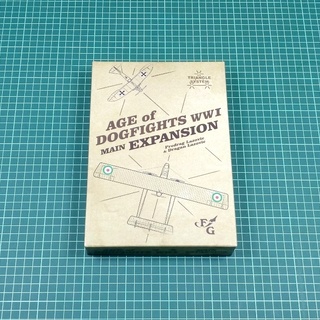 TRIANGLE
SYSTEM
AGE of
DOGFIGHTS WWI
MAIN EXPANSION
Predrag Lazovic
& Dragan Lazovic
F
G